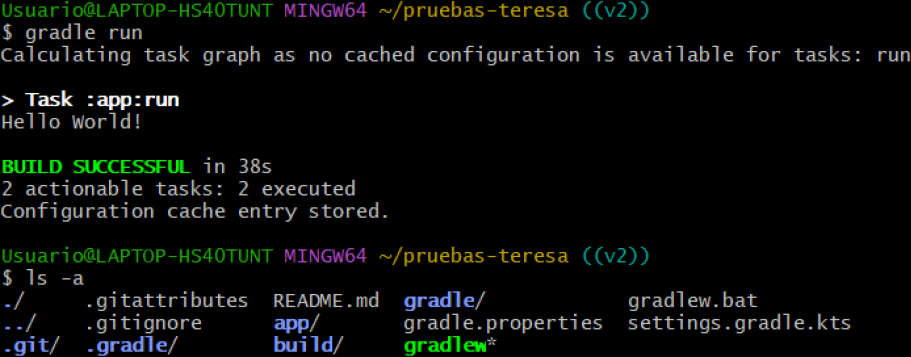 Usuario@LAPTOP-HS40TUNT MINGW64 ~/pruebas-teresa ((v2))
$ gradle run
Calculating task graph as no cached configuration is available for tasks: run
> Task :app:run
Hello World!
BUILD SUCCESSFUL in 38s
2 actionable tasks: 2 executed
Configuration cache entry stored.
Usuario@LAPTOP-HS40TUNT MINGW64 ~/pruebas-teresa ((v2))
$ ls -a
./ .gitattributes README.md gradle/ gradlew.bat
../ .gitignore app/ gradle.properties settings.gradle.kts
.git/ .gradle/ build/ gradlew*